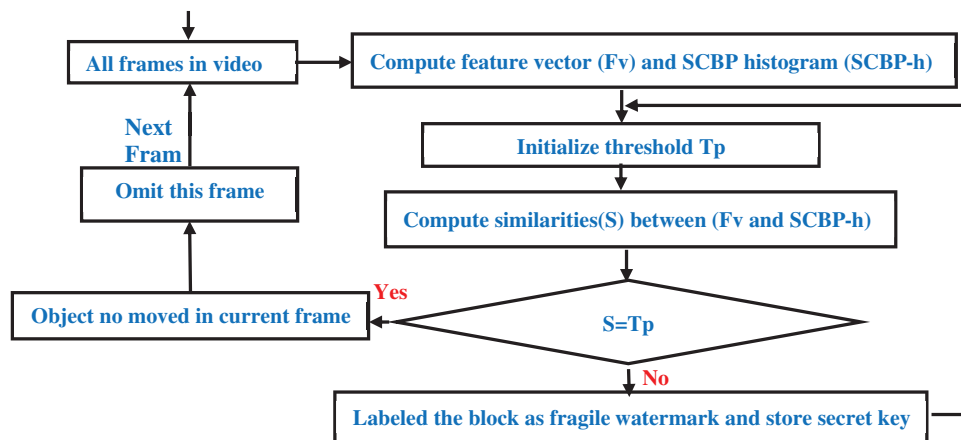 All frames in video
Compute feature vector (Fv) and SCBP histogram (SCBP-h)
Initialize threshold Tp
Compute similarities(S) between (Fv and SCBP-h)
S=Tp
Yes
Object no moved in current frame
Omit this frame
Next
Fram
No
Labeled the block as fragile watermark and store secret key